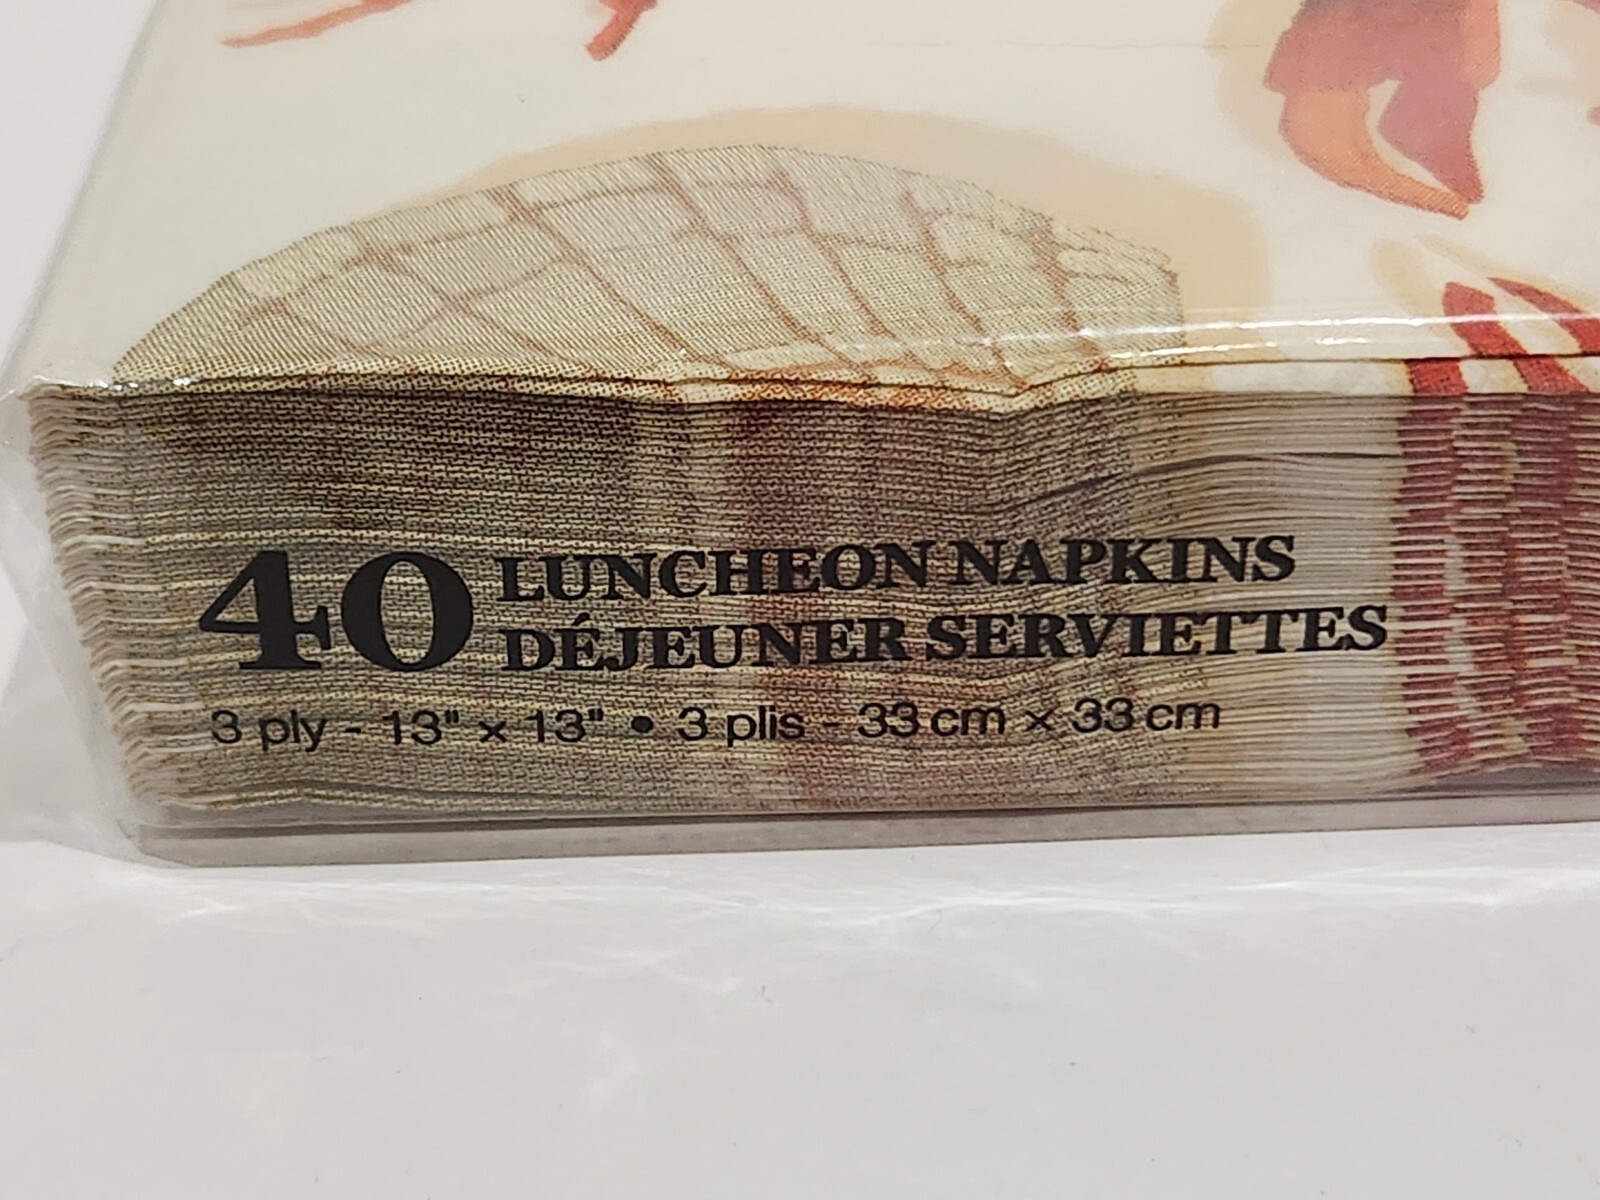 40 LUNCHEON NAPKINS
DÉJEUNER SERVIETTES
3 ply - 13" x 13" • 3 plis - 33 cm x 33 cm